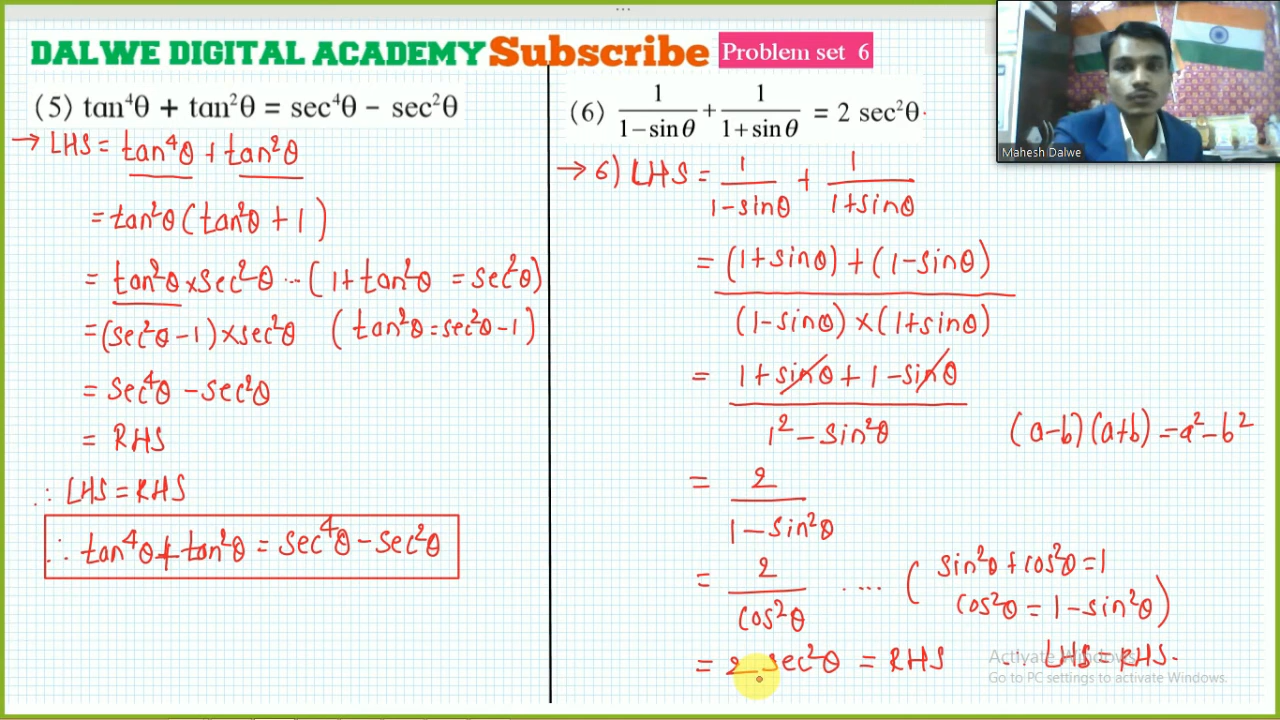 DALWE DIGITAL ACADEMY Subscribe Problem set 6
Mahesh Dalwe
(5) tan⁴θ + tan²θ = sec⁴θ − sec²θ
→ LHS = tan⁴θ + tan²θ
= tan²θ (tan²θ + 1)
= tan²θ × sec²θ ... (1 + tan²θ = sec²θ)
= (sec²θ − 1) × sec²θ (tan²θ = sec²θ − 1)
= sec⁴θ − sec²θ
= RHS
∴ LHS = RHS
∴ tan⁴θ + tan²θ = sec⁴θ − sec²θ
(6) 1/(1−sinθ) + 1/(1+sinθ) = 2 sec²θ.
→ 6) LHS = 1/(1−sinθ) + 1/(1+sinθ)
= (1+sinθ) + (1−sinθ)
(1−sinθ) × (1+sinθ)
= 1 + sinθ + 1 − sinθ
1² − sin²θ (a−b)(a+b) = a² − b²
= 2
1 − sin²θ
= 2/cos²θ .... (sin²θ + cos²θ = 1
cos²θ = 1 − sin²θ)
= 2 sec²θ = RHS ∴ LHS = RHS.
Activate Windows
Go to PC settings to activate Windows.